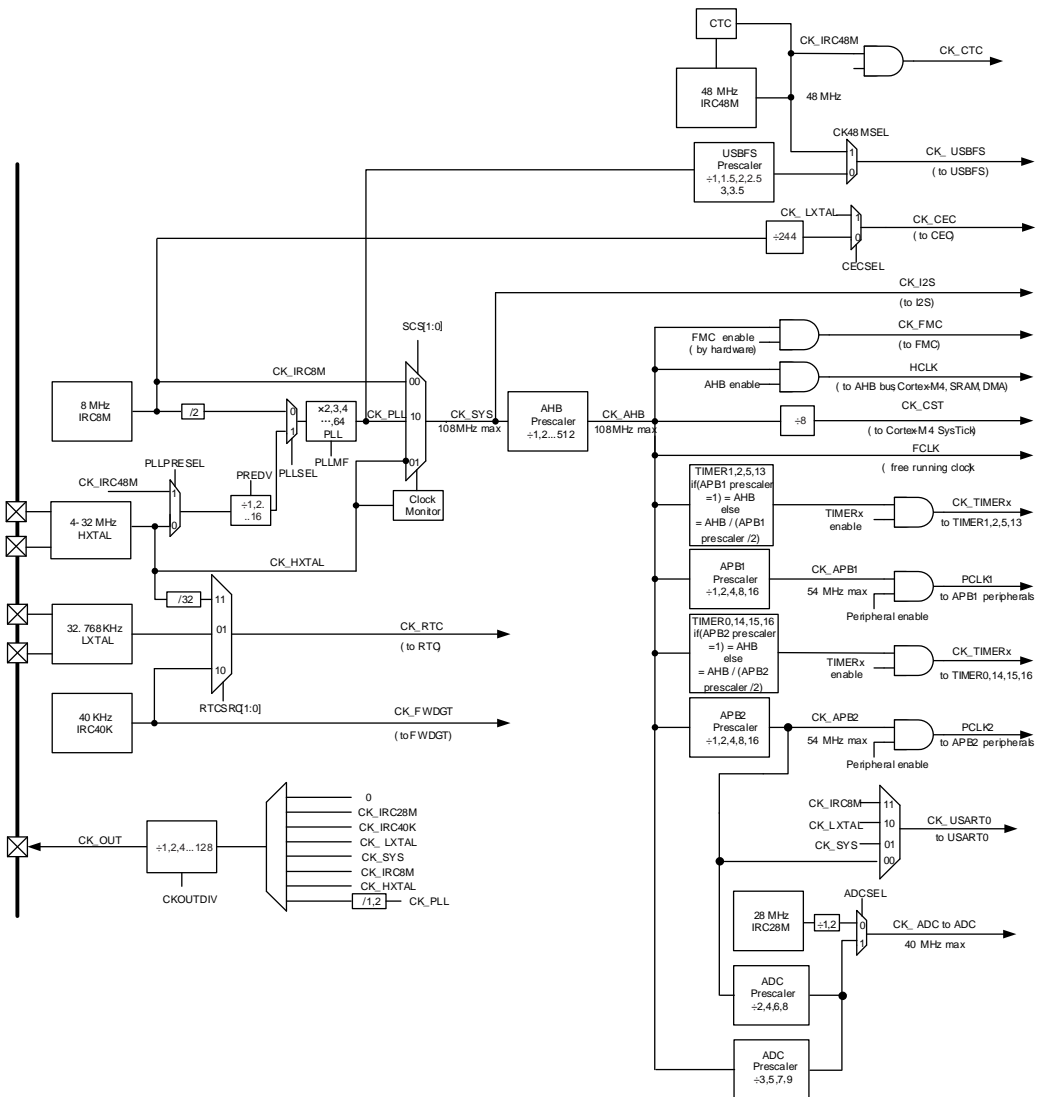 CTC
CK_IRC48M
CK_CTC
48 MHz
IRC48M
48 MHz
CK48MSEL
USBFS
Prescaler
÷1,1.5,2,2.5
3,3.5
1
0
CK_ USBFS
( to USBFS)
CK_ LXTAL
÷244
1
0
CK_CEC
( to CEC)
CECSEL
CK_I2S
(to I2S)
SCS[1:0]
FMC enable
( by hardware)
CK_FMC
(to FMC)
CK_IRC8M
00
AHB enable
HCLK
( to AHB bus,Cortex-M4, SRAM, DMA)
8 MHz
IRC8M
/2
0
1
×2,3,4
…,64
PLL
CK_PLL
10
CK_SYS
108MHz max
AHB
Prescaler
÷1,2...512
CK_AHB
108MHz max
÷8
CK_CST
(to Cortex-M4 SysTick)
PLLSEL
PLLMF
01
FCLK
( free running clock)
PLLPRESEL
PREDV
CK_IRC48M
1
0
÷1,2.
..16
Clock
Monitor
4-32 MHz
HXTAL
TIMER1,2,5,13
if(APB1 prescaler
=1) = AHB
else
= AHB / (APB1
prescaler /2)
TIMERx
enable
CK_TIMERx
to TIMER1,2,5,13
CK_HXTAL
APB1
Prescaler
÷1,2,4,8,16
CK_APB1
54 MHz max
PCLK1
to APB1 peripherals
Peripheral enable
/32
11
32.768KHz
LXTAL
01
CK_RTC
( to RTC)
TIMER0,14,15,16
if(APB2 prescaler
=1) = AHB
else
= AHB / (APB2
prescaler /2)
TIMERx
enable
CK_TIMERx
to TIMER0,14,15,16
10
RTCSRC[1:0]
40 KHz
IRC40K
CK_FWDGT
(to FWDGT)
APB2
Prescaler
÷1,2,4,8,16
CK_APB2
54 MHz max
PCLK2
to APB2 peripherals
Peripheral enable
0
CK_IRC28M
CK_IRC40K
CK_ LXTAL
CK_SYS
CK_IRC8M
CK_HXTAL
/1,2
CK_PLL
CK_OUT
÷1,2,4...128
CKOUTDIV
CK_IRC8M
11
CK_LXTAL
10
CK_SYS
01
00
CK_USART0
to USART0
28 MHz
IRC28M
÷1,2
ADCSEL
0
1
CK_ ADC to ADC
40 MHz max
ADC
Prescaler
÷2,4,6,8
ADC
Prescaler
÷3,5,7,9